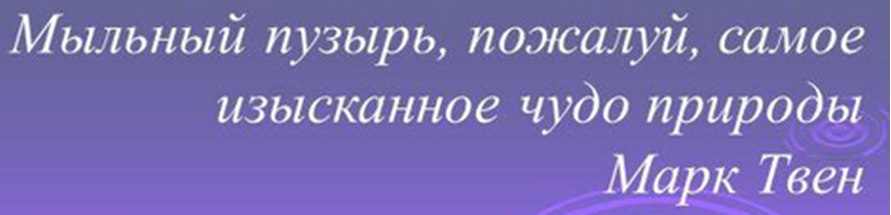 Мыльный пузырь, пожалуй, самое
изысканное чудо природы
Марк Твен